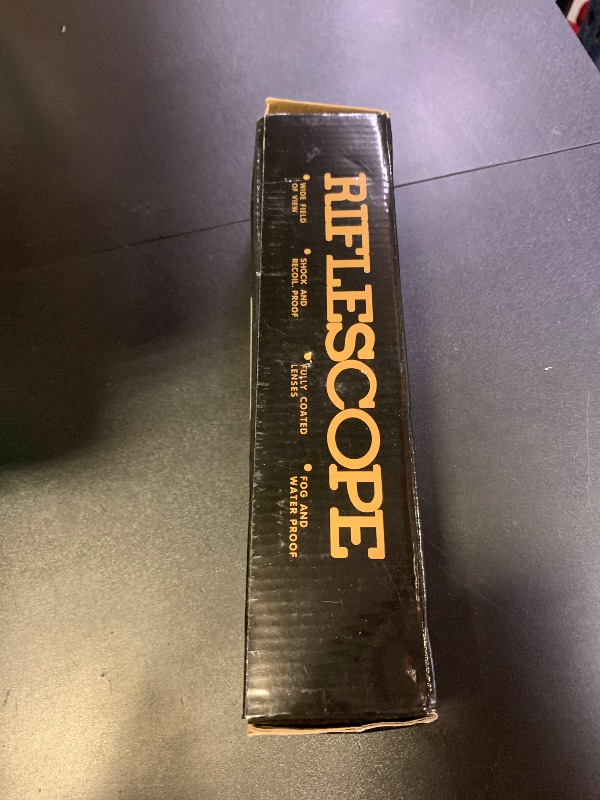 RIFLESCOPE
• WIDE FIELD
OF VIEW
• SHOCK AND
RECOIL PROOF
• FULLY COATED
LENSES
• FOG AND
WATER PROOF